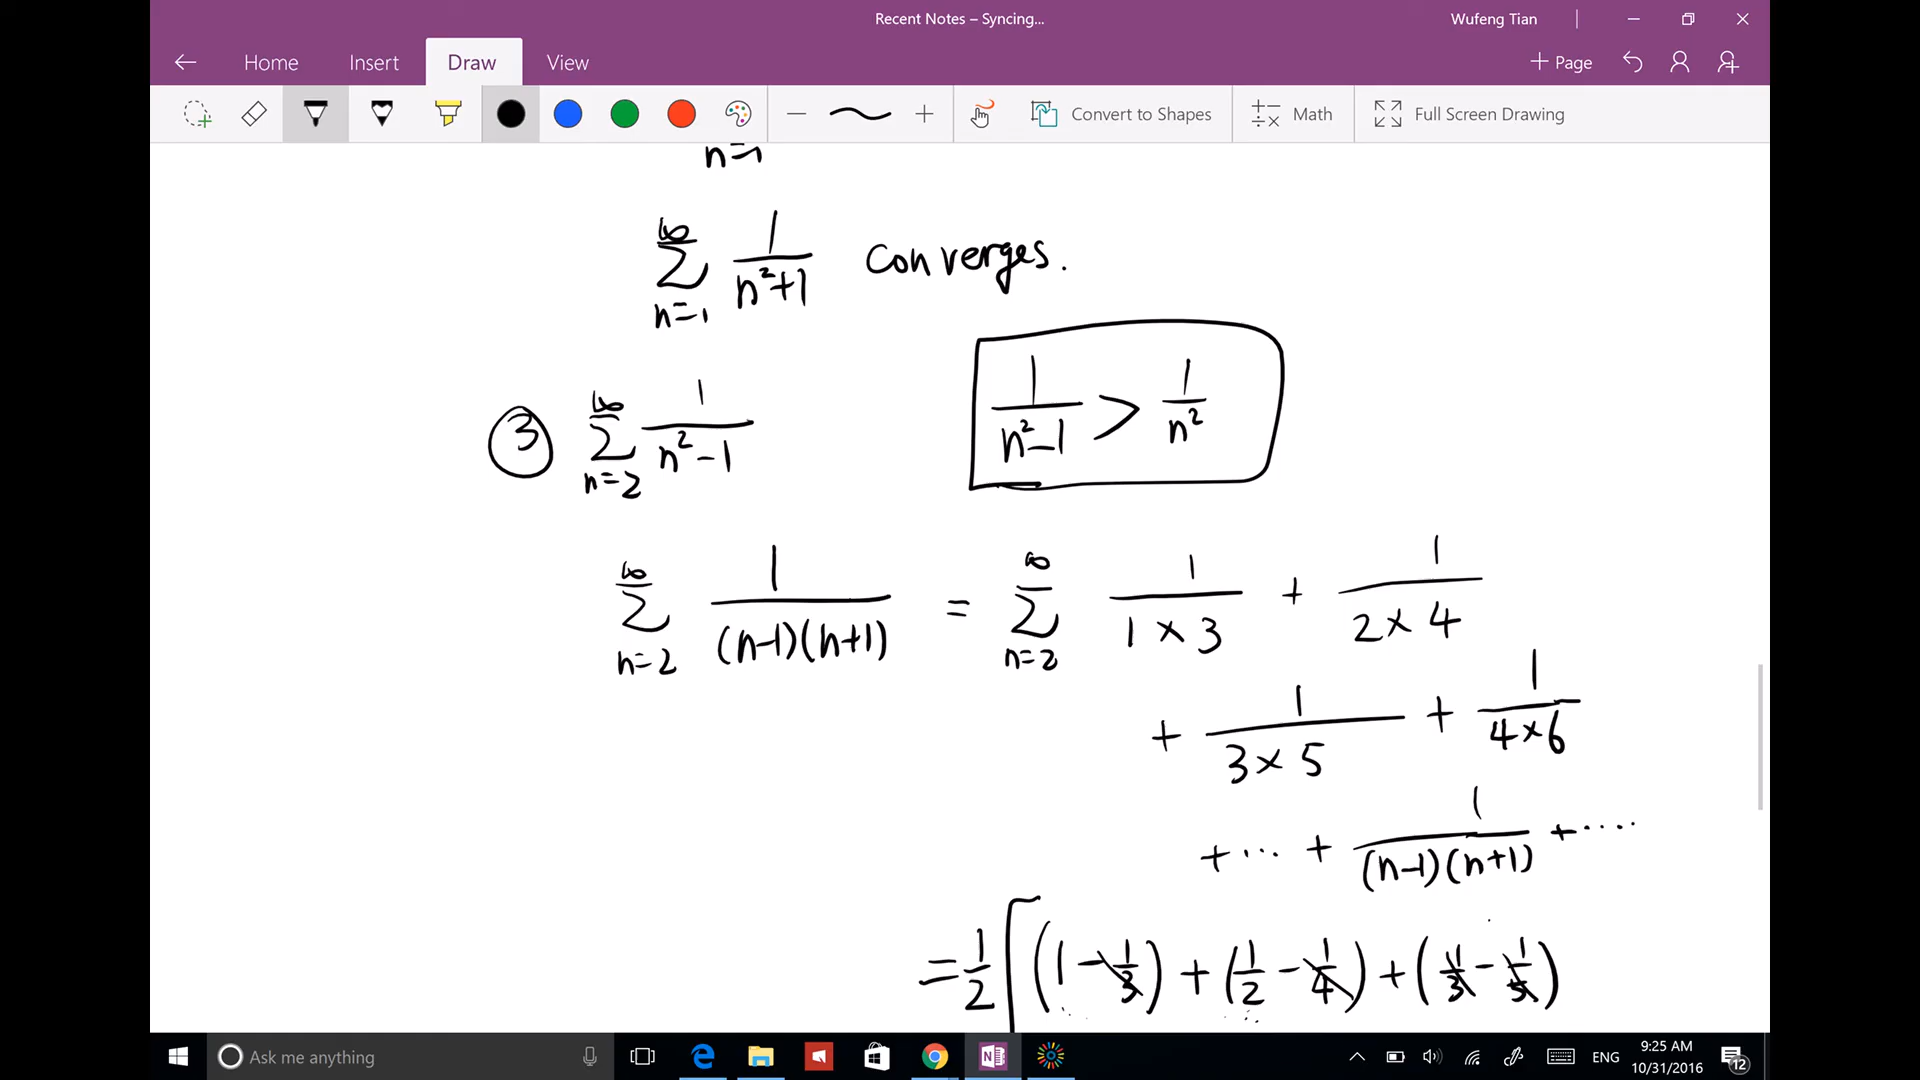 Recent Notes – Syncing...
Wufeng Tian
Home Insert Draw View
Page
Convert to Shapes Math Full Screen Drawing
n=1
∞ Σ n=1 1/(n²+1) Converges.
③ ∞ Σ n=2 1/(n²-1)
1/(n²-1) > 1/n²
∞ Σ n=2 1/((n-1)(n+1)) = ∞ Σ n=2 1/(1×3) + 1/(2×4)
+ 1/(3×5) + 1/(4×6)
+ ... + 1/((n-1)(n+1)) + ....
= 1/2 [ (1 - 1/3) + (1/2 - 1/4) + (1/3 - 1/5)
Ask me anything
ENG
9:25 AM
10/31/2016
12